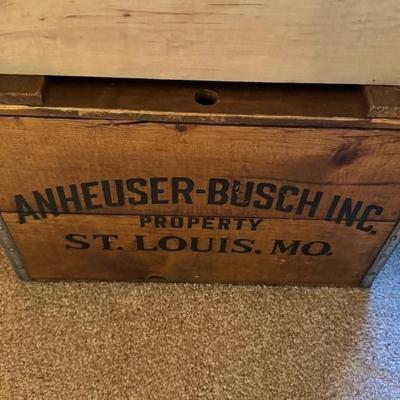 ANHEUSER-BUSCH INC.
PROPERTY
ST. LOUIS. MO.